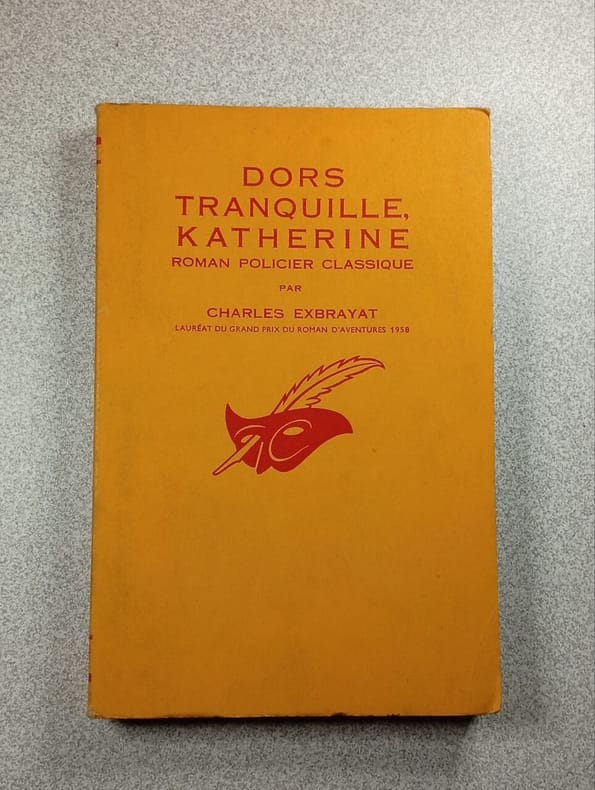 DORS
TRANQUILLE,
KATHERINE
ROMAN POLICIER CLASSIQUE
PAR
CHARLES EXBRAYAT
LAURÉAT DU GRAND PRIX DU ROMAN D'AVENTURES 1958